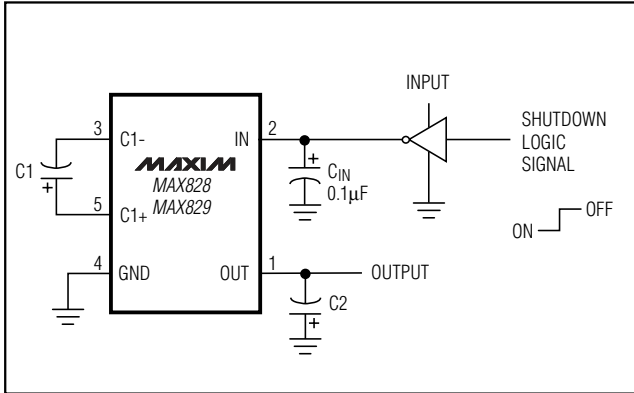 INPUT
SHUTDOWN
LOGIC
SIGNAL
3
C1-
IN
2
MAXIM
MAX828
MAX829
C1
+
5
C1+
+
CIN
0.1μF
ON
OFF
4
GND
OUT
1
OUTPUT
C2
+